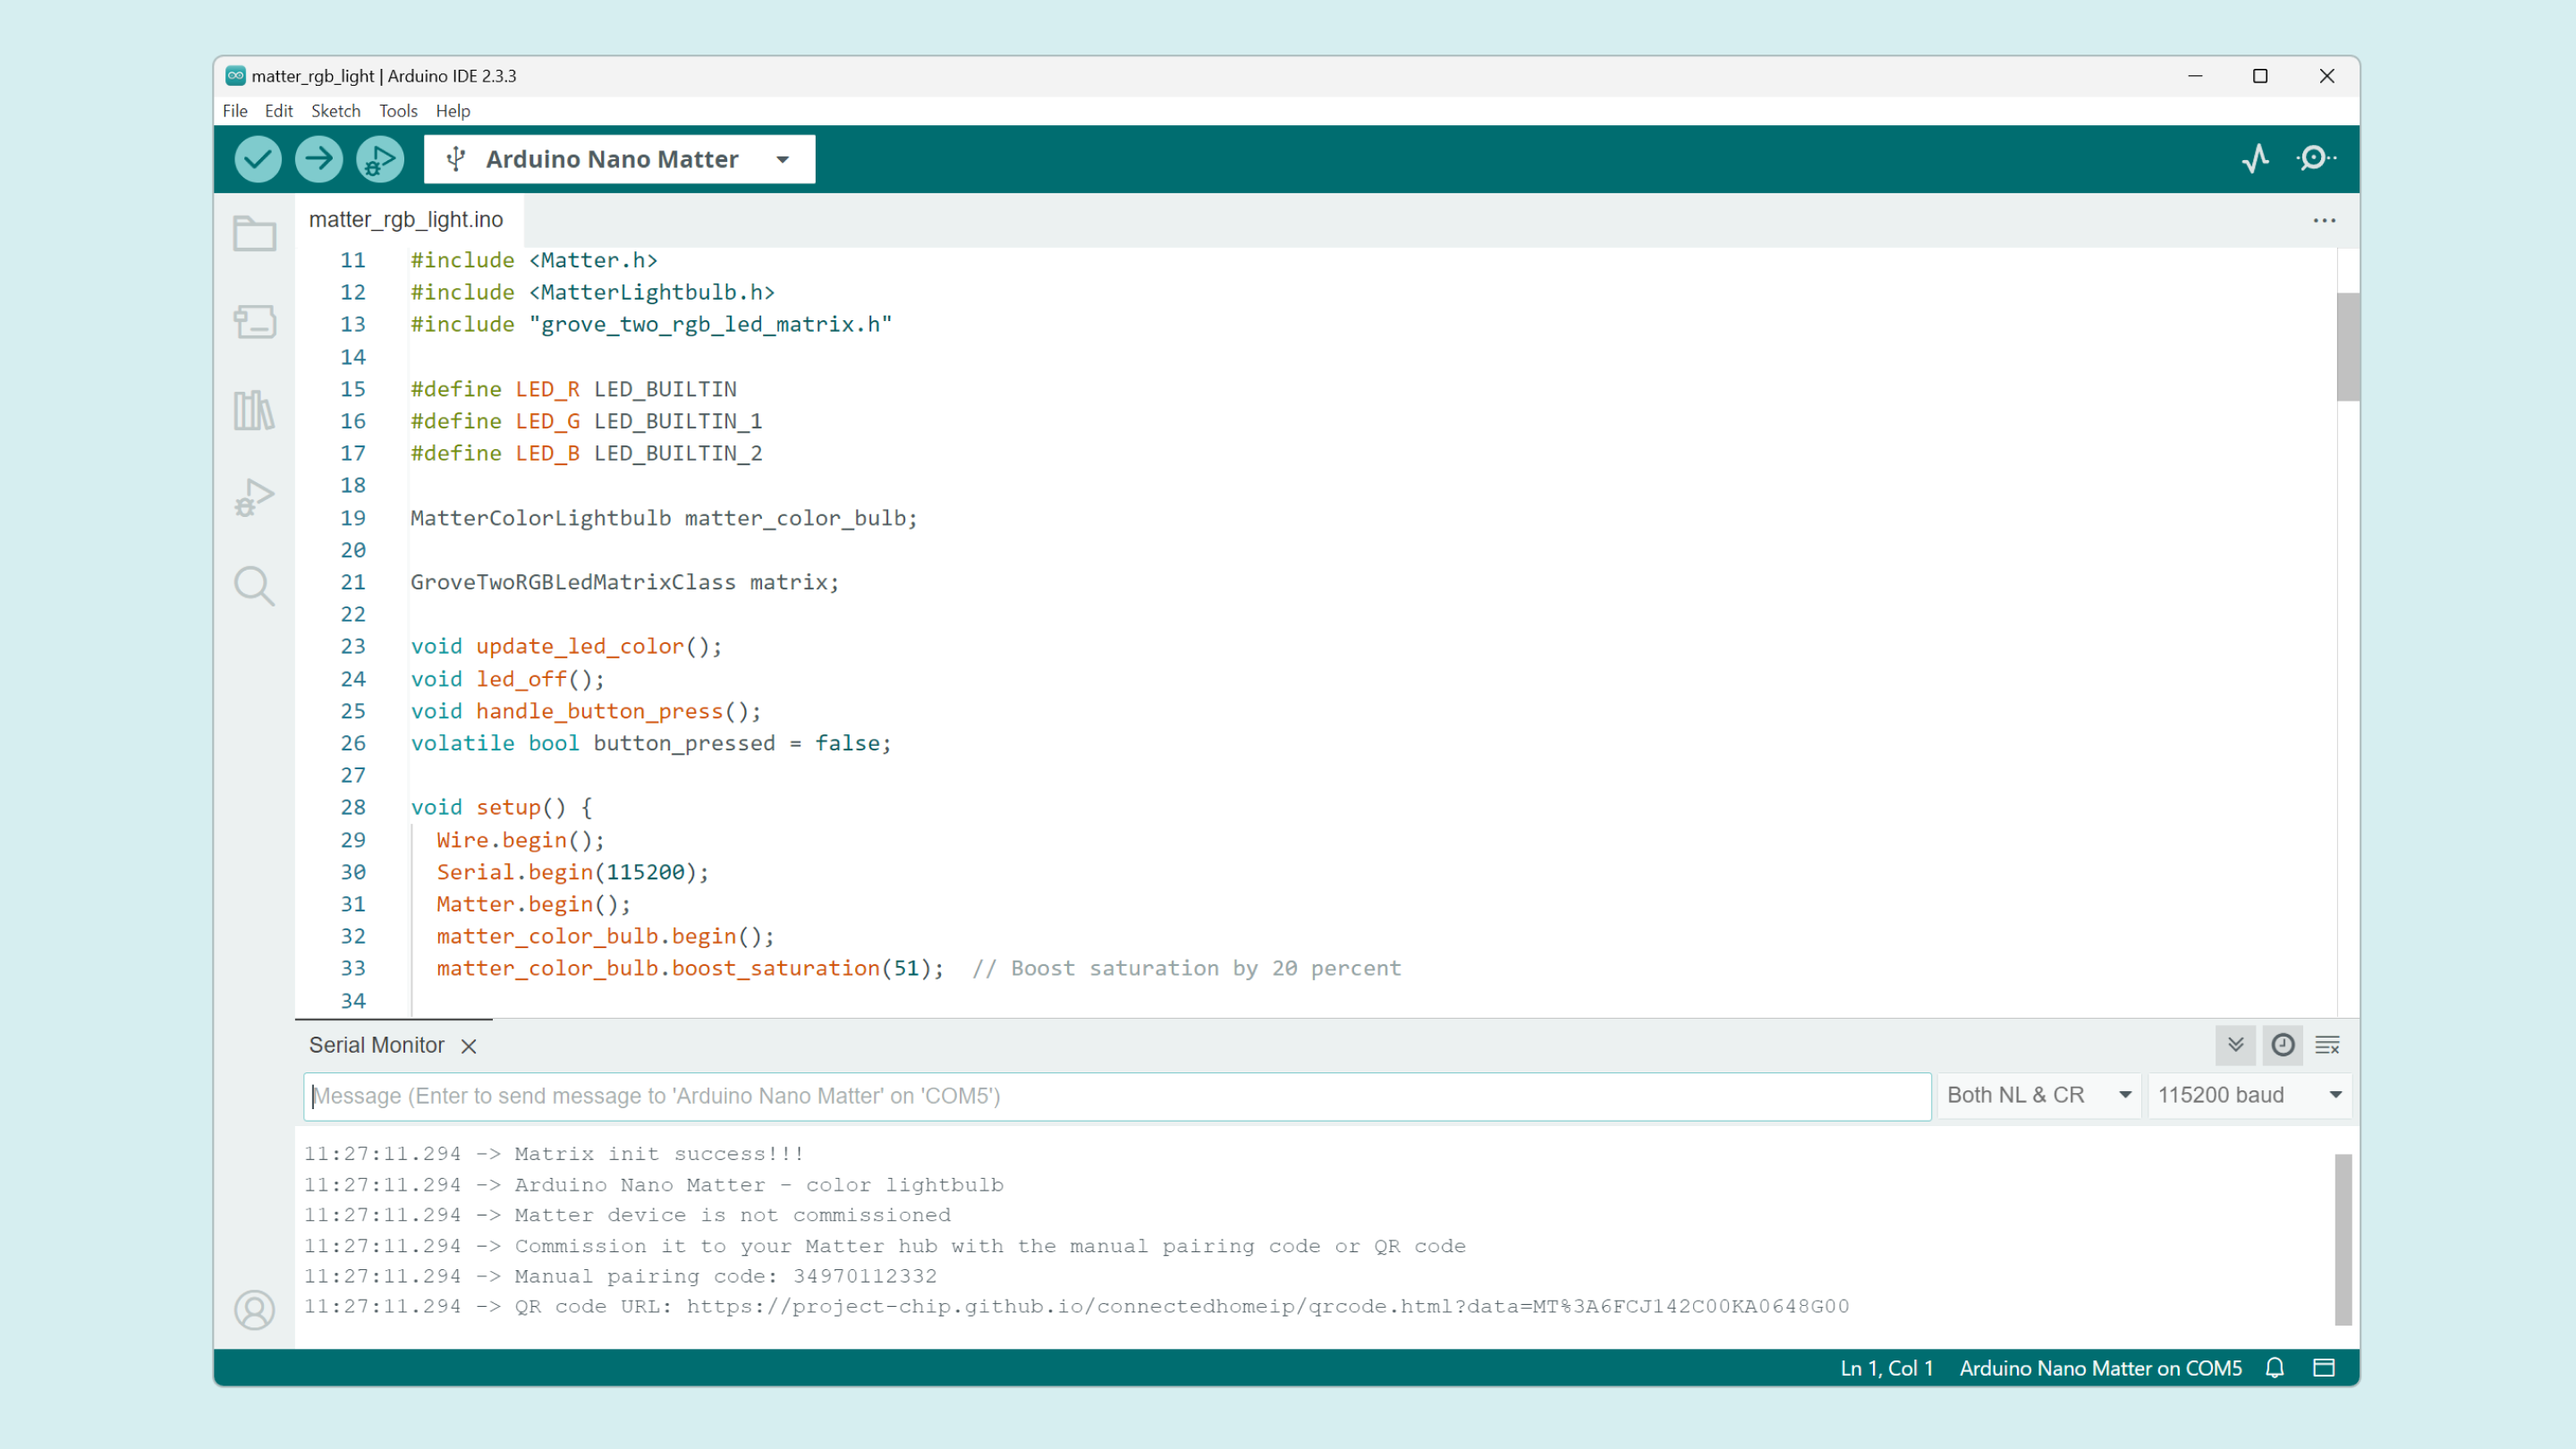 matter_rgb_light | Arduino IDE 2.3.3
File Edit Sketch Tools Help
Arduino Nano Matter
matter_rgb_light.ino
11 #include <Matter.h>
12 #include <MatterLightbulb.h>
13 #include "grove_two_rgb_led_matrix.h"
14
15 #define LED_R LED_BUILTIN
16 #define LED_G LED_BUILTIN_1
17 #define LED_B LED_BUILTIN_2
18
19 MatterColorLightbulb matter_color_bulb;
20
21 GroveTwoRGBLedMatrixClass matrix;
22
23 void update_led_color();
24 void led_off();
25 void handle_button_press();
26 volatile bool button_pressed = false;
27
28 void setup() {
29 Wire.begin();
30 Serial.begin(115200);
31 Matter.begin();
32 matter_color_bulb.begin();
33 matter_color_bulb.boost_saturation(51); // Boost saturation by 20 percent
34
Serial Monitor
Message (Enter to send message to 'Arduino Nano Matter' on 'COM5') Both NL & CR 115200 baud
11:27:11.294 -> Matrix init success!!!
11:27:11.294 -> Arduino Nano Matter - color lightbulb
11:27:11.294 -> Matter device is not commissioned
11:27:11.294 -> Commission it to your Matter hub with the manual pairing code or QR code
11:27:11.294 -> Manual pairing code: 34970112332
11:27:11.294 -> QR code URL: https://project-chip.github.io/connectedhomeip/qrcode.html?data=MT%3A6FCJ142C00KA0648G00
Ln 1, Col 1 Arduino Nano Matter on COM5